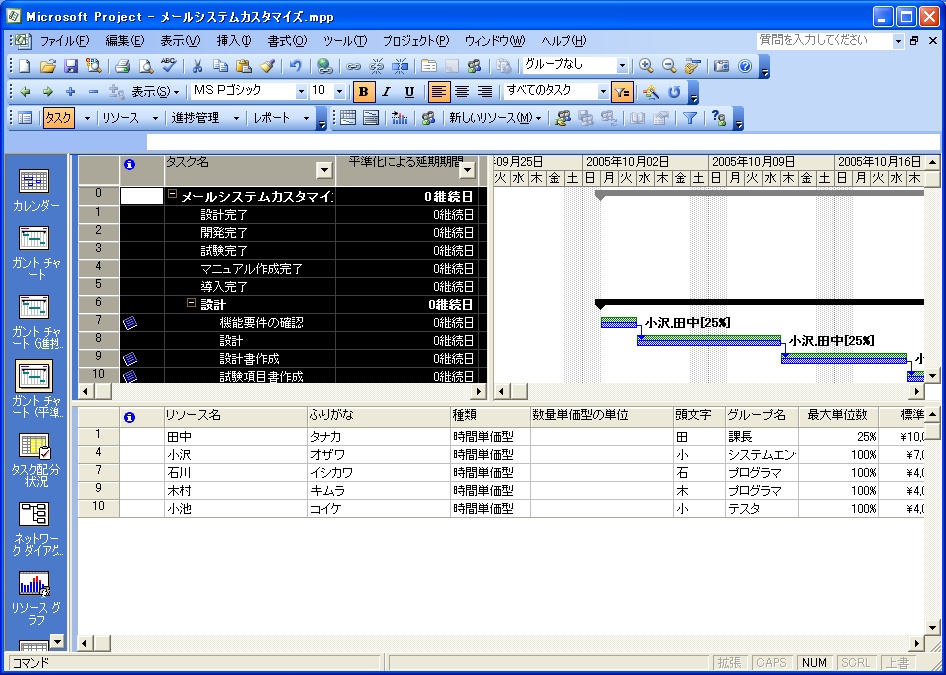 Microsoft Project - メールシステムカスタマイズ.mpp
ファイル(F) 編集(E) 表示(V) 挿入(I) 書式(O) ツール(T) プロジェクト(P) ウィンドウ(W) ヘルプ(H) 質問を入力してください
グループなし
表示(S) MS Pゴシック 10 B I U すべてのタスク
タスク リソース 進捗管理 レポート 新しいリソース(M)
カレンダー
ガント チャート
ガント チャート (進捗..
ガント チャート (平準..
タスク配分状況
ネットワーク ダイアグ..
リソース グラフ
タスク名 平準化による延期期間 09月25日 2005年10月02日 2005年10月09日 2005年10月16日
火 水 木 金 土 日 月 火 水 木 金 土 日 月 火 水 木 金 土 日 月 火 水 木
0 メールシステムカスタマイ 0継続日
1 設計完了 0継続日
2 開発完了 0継続日
3 試験完了 0継続日
4 マニュアル作成完了 0継続日
5 導入完了 0継続日
6 設計 0継続日
7 機能要件の確認 0継続日 小沢,田中[25%]
8 設計 0継続日 小沢,田中[25%]
9 設計書作成 0継続日 小
10 試験項目書作成 0継続日
リソース名 ふりがな 種類 数量単価型の単位 頭文字 グループ名 最大単位数 標準
1 田中 タナカ 時間単価型 田 課長 25% ¥10,0
4 小沢 オザワ 時間単価型 小 システムエン 100% ¥7,0
7 石川 イシカワ 時間単価型 石 プログラマ 100% ¥4,0
9 木村 キムラ 時間単価型 木 プログラマ 100% ¥4,0
10 小池 コイケ 時間単価型 小 テスタ 100% ¥4,0
コマンド 拡張 CAPS NUM SCRL 上書